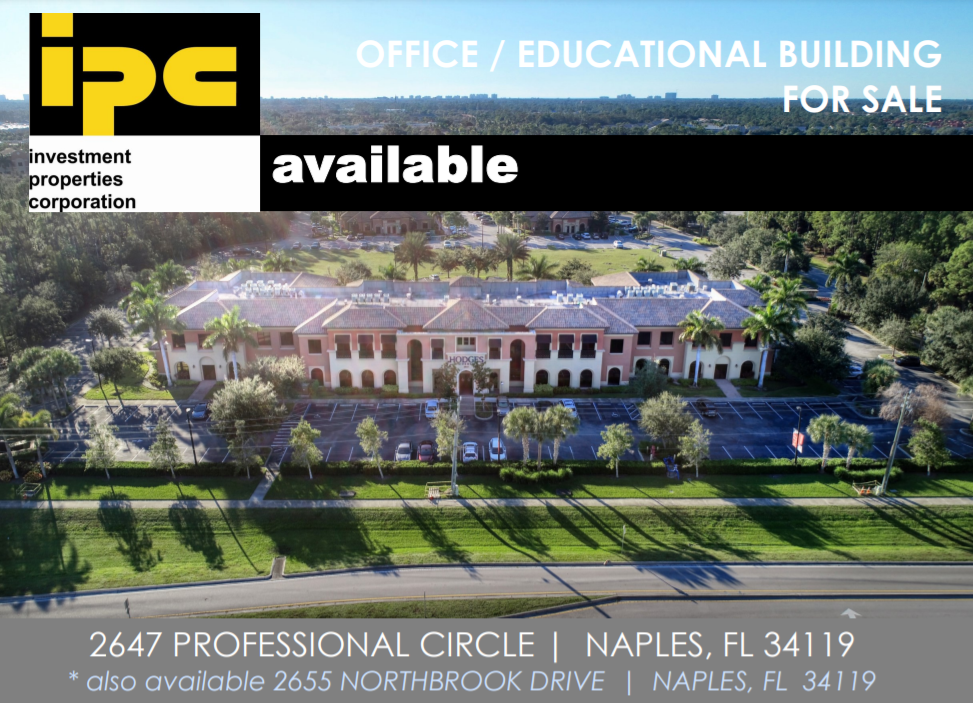 ipc
OFFICE / EDUCATIONAL BUILDING
FOR SALE
investment
properties
corporation
available
HODGES
2647 PROFESSIONAL CIRCLE | NAPLES, FL 34119
* also available 2655 NORTHBROOK DRIVE | NAPLES, FL 34119